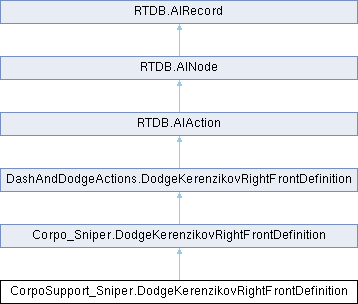 RTDB.AIRecord
RTDB.AINode
RTDB.AIAction
DashAndDodgeActions.DodgeKerenzikovRightFrontDefinition
Corpo_Sniper.DodgeKerenzikovRightFrontDefinition
CorpoSupport_Sniper.DodgeKerenzikovRightFrontDefinition